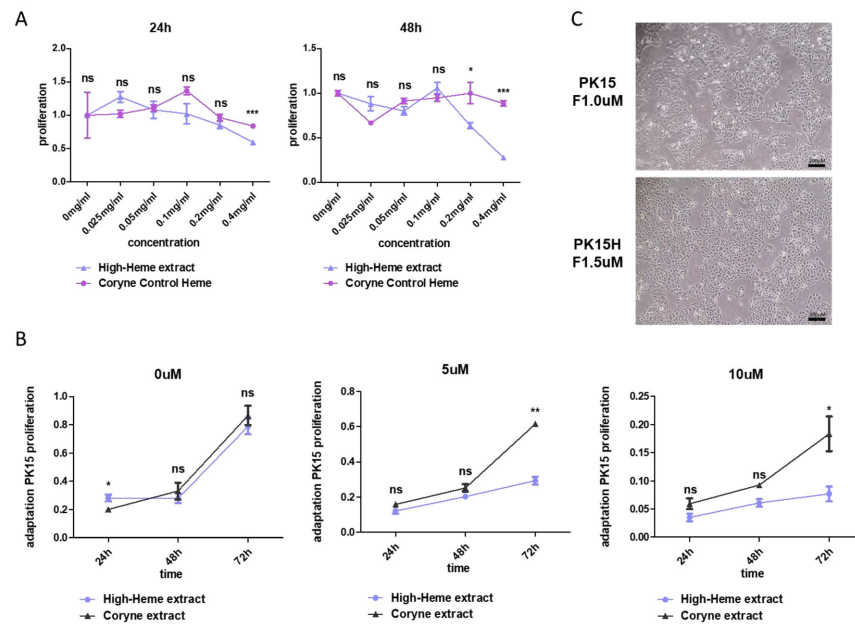 A
24h
proliferation
2.0
1.5
1.0
0.5
0.0
ns
ns
ns
ns
ns
***
0mg/ml
0.025mg/ml
0.05mg/ml
0.1mg/ml
0.2mg/ml
0.4mg/ml
concentration
High-Heme extract
Coryne Control Heme
48h
proliferation
1.5
1.0
0.5
0.0
ns
ns
ns
ns
*
***
0mg/ml
0.025mg/ml
0.05mg/ml
0.1mg/ml
0.2mg/ml
0.4mg/ml
concentration
High-Heme extract
Coryne Control Heme
C
PK15
F1.0uM
200uM
PK15H
F1.5uM
200uM
B
0uM
adaptation PK15 proliferation
1.0
0.8
0.6
0.4
0.2
0.0
*
ns
ns
24h
48h
72h
time
High-Heme extract
Coryne extract
5uM
adaptation PK15 proliferation
0.8
0.6
0.4
0.2
0.0
ns
ns
**
24h
48h
72h
time
High-Heme extract
Coryne extract
10uM
adaptation PK15 proliferation
0.25
0.20
0.15
0.10
0.05
0.00
ns
ns
*
24h
48h
72h
time
High-Heme extract
Coryne extract